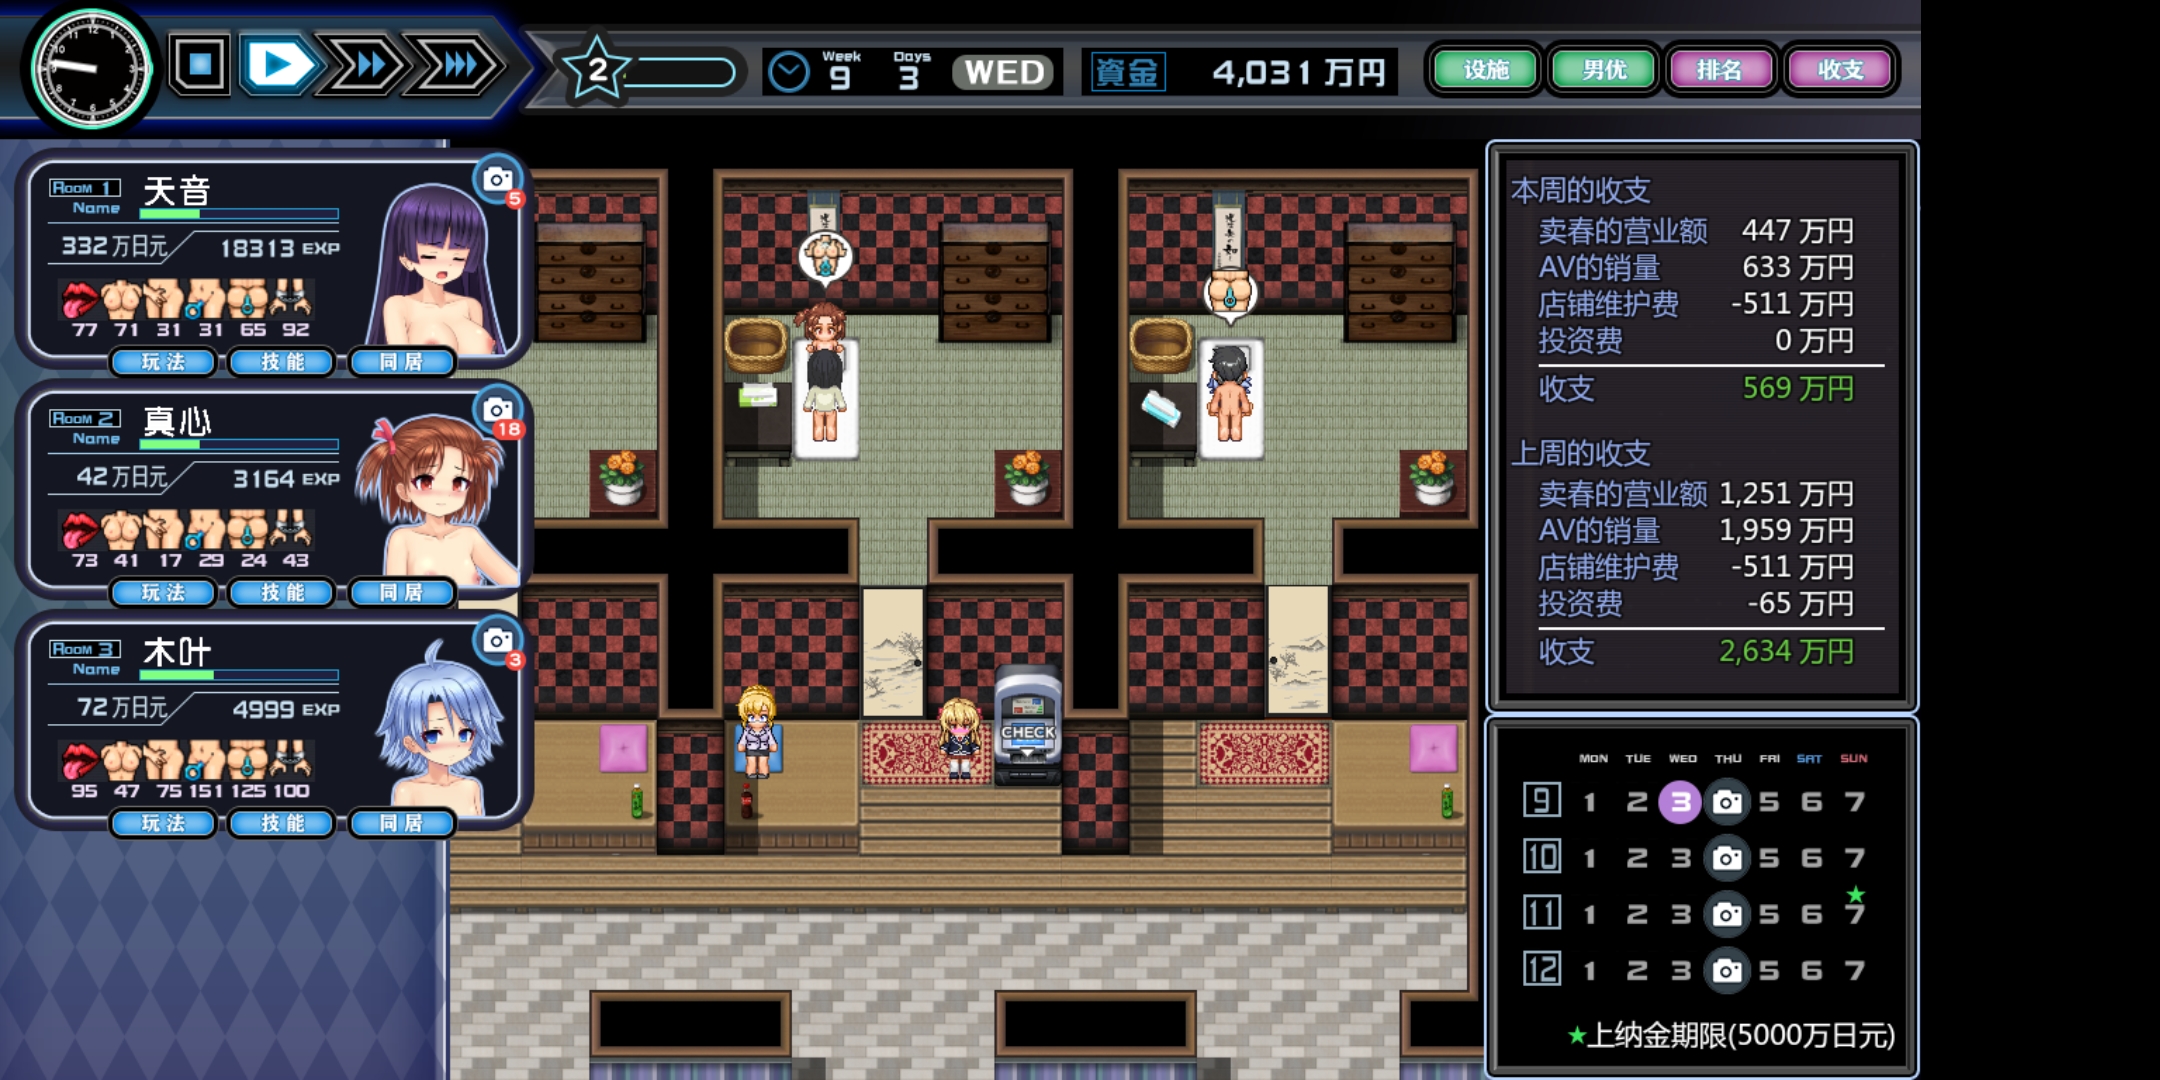 2
Week
9
Days
3
WED
資金
4,031 万円
设施
男优
排名
收支
ROOM 1
Name
天音
5
332 万日元
18313 EXP
77 71 31 31 65 92
玩法
技能
同居
ROOM 2
Name
真心
18
42 万日元
3164 EXP
73 41 17 29 24 43
玩法
技能
同居
ROOM 3
Name
木叶
3
72 万日元
4999 EXP
95 47 75 151 125 100
玩法
技能
同居
CHECK
本周的收支
卖春的营业额 447 万円
AV的销量 633 万円
店铺维护费 -511 万円
投资费 0 万円
收支 569 万円
上周的收支
卖春的营业额 1,251 万円
AV的销量 1,959 万円
店铺维护费 -511 万円
投资费 -65 万円
收支 2,634 万円
MON TUE WED THU FRI SAT SUN
9 1 2 3 5 6 7
10 1 2 3 5 6 7
11 1 2 3 5 6 7
12 1 2 3 5 6 7
★上纳金期限(5000万日元)